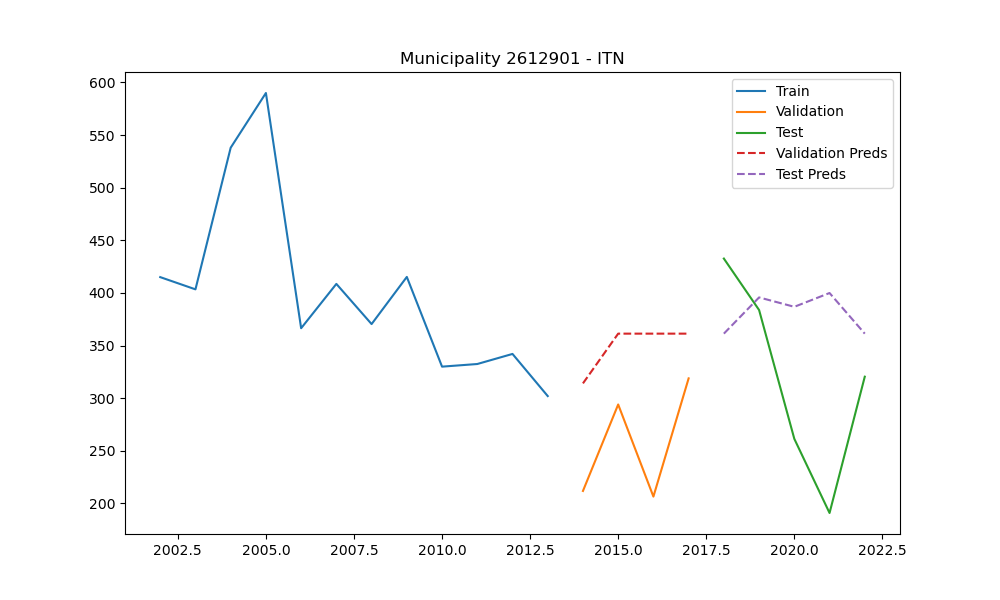 Municipality 2612901 - ITN
600
550
500
450
400
350
300
250
200
Train
Validation
Test
Validation Preds
Test Preds
2002.5 2005.0 2007.5 2010.0 2012.5 2015.0 2017.5 2020.0 2022.5